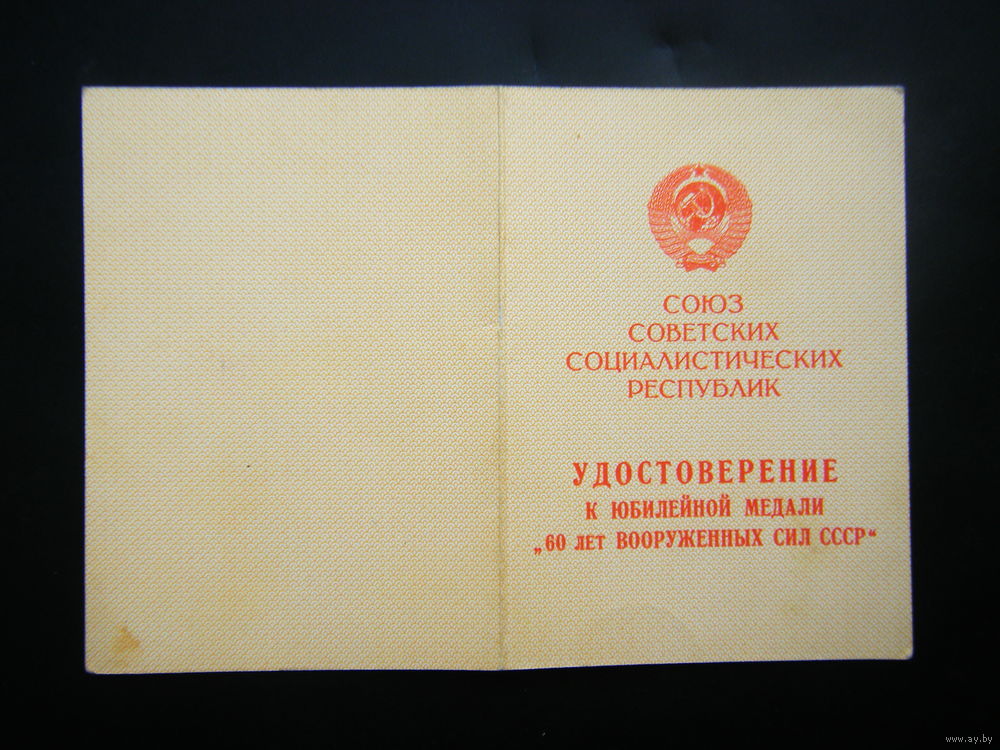 СОЮЗ
СОВЕТСКИХ
СОЦИАЛИСТИЧЕСКИХ
РЕСПУБЛИК
УДОСТОВЕРЕНИЕ
К ЮБИЛЕЙНОЙ МЕДАЛИ
„60 ЛЕТ ВООРУЖЕННЫХ СИЛ СССР“
www.ay.by